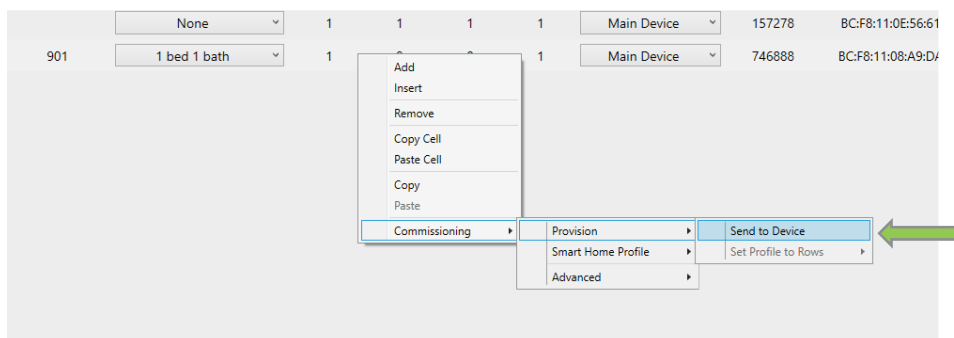 None 1 1 1 1 Main Device 157278 BC:F8:11:0E:56:61
901 1 bed 1 bath 1 1 Main Device 746888 BC:F8:11:08:A9:DA
Add
Insert
Remove
Copy Cell
Paste Cell
Copy
Paste
Commissioning Provision Send to Device
Smart Home Profile Set Profile to Rows
Advanced